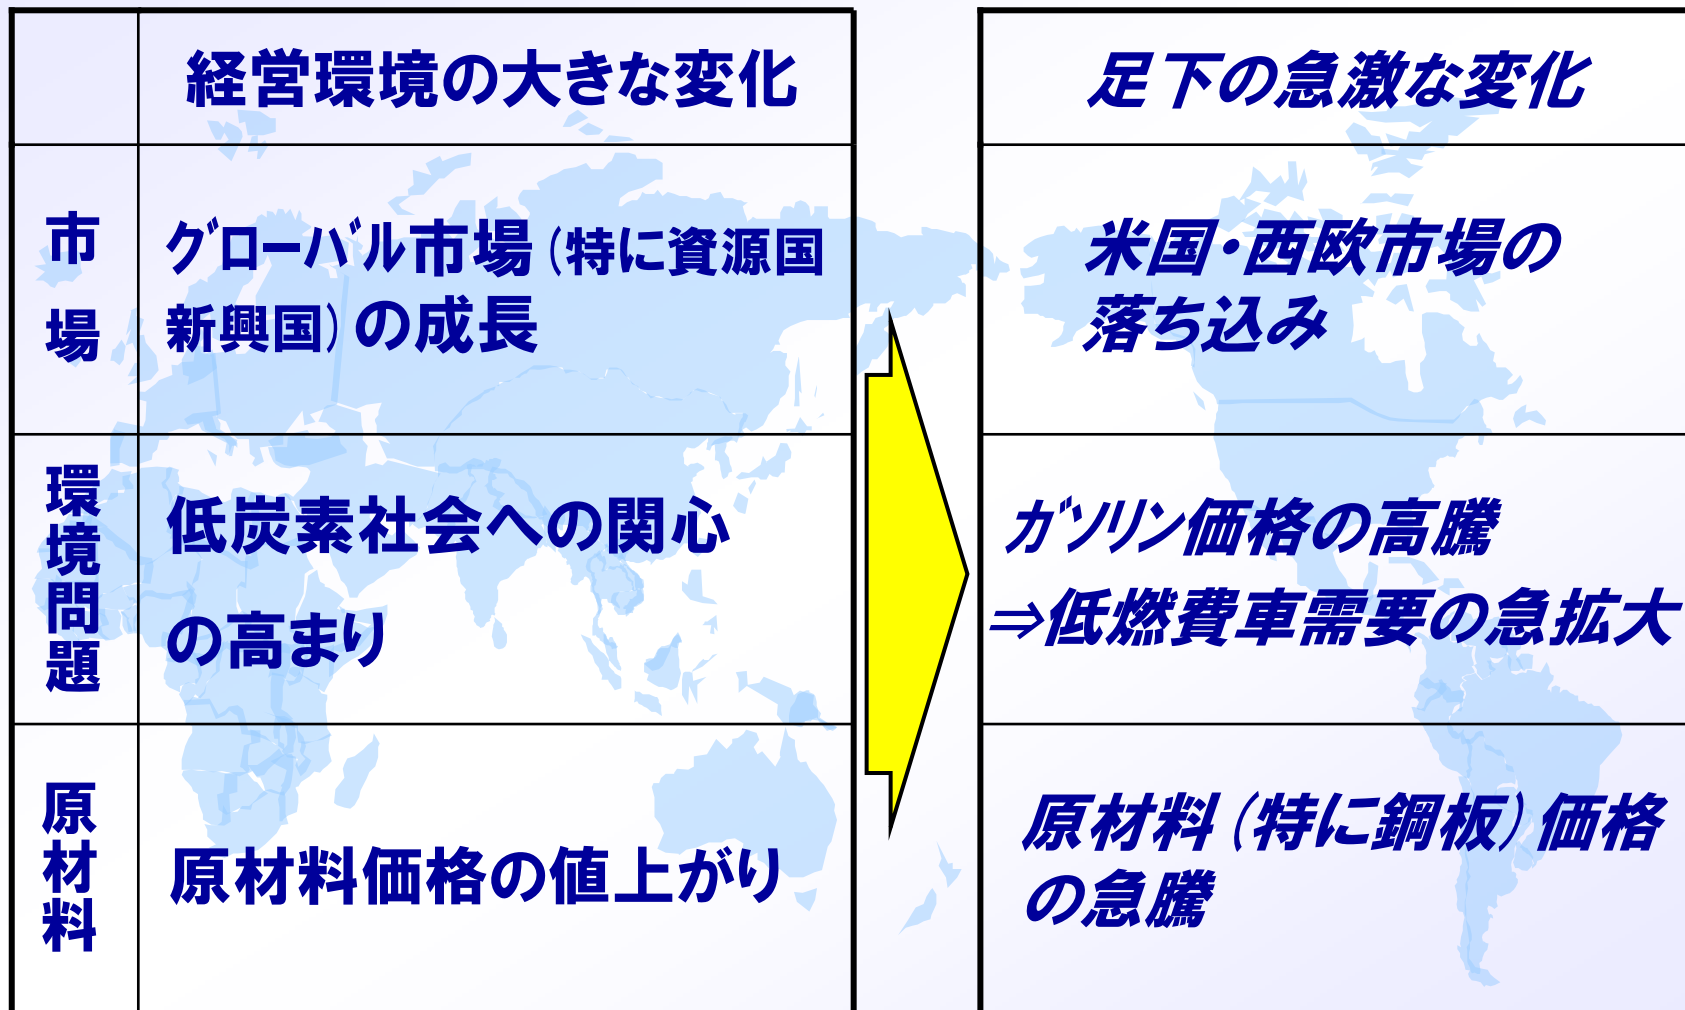 経営環境の大きな変化
足下の急激な変化
市場
グローバル市場(特に資源国
新興国)の成長
米国・西欧市場の
落ち込み
環境問題
低炭素社会への関心
の高まり
ガソリン価格の高騰
⇒低燃費車需要の急拡大
原材料
原材料価格の値上がり
原材料(特に鋼板)価格
の急騰